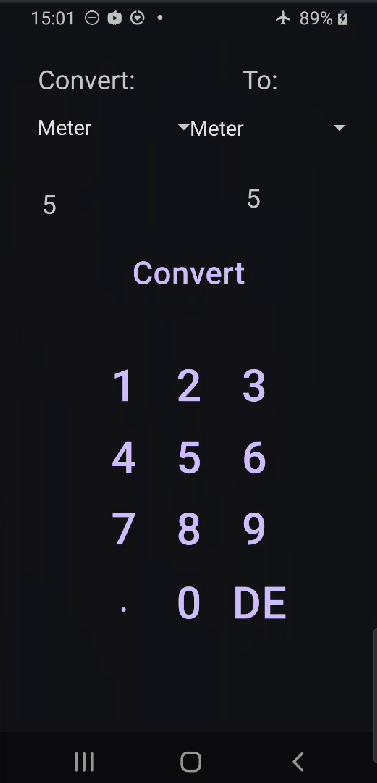 15:01 89%
Convert: To:
Meter Meter
5 5
Convert
1 2 3
4 5 6
7 8 9
. 0 DE